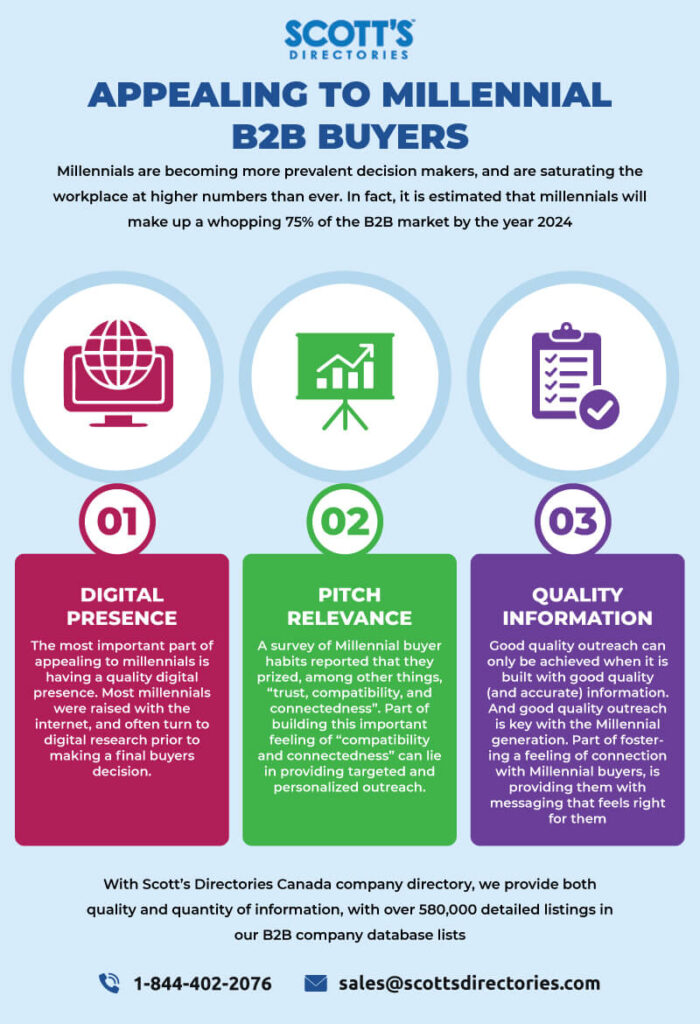 SCOTT'S
DIRECTORIES
APPEALING TO MILLENNIAL
B2B BUYERS
Millennials are becoming more prevalent decision makers, and are saturating the
workplace at higher numbers than ever. In fact, it is estimated that millennials will
make up a whopping 75% of the B2B market by the year 2024
01
DIGITAL
PRESENCE
The most important part of
appealing to millennials is
having a quality digital
presence. Most millennials
were raised with the
internet, and often turn to
digital research prior to
making a final buyers
decision.
02
PITCH
RELEVANCE
A survey of Millennial buyer
habits reported that they
prized, among other things,
“trust, compatibility, and
connectedness”. Part of
building this important
feeling of “compatibility
and connectedness” can lie
in providing targeted and
personalized outreach.
03
QUALITY
INFORMATION
Good quality outreach can
only be achieved when it is
built with good quality
(and accurate) information.
And good quality outreach
is key with the Millennial
generation. Part of foster-
ing a feeling of connection
with Millennial buyers, is
providing them with
messaging that feels right
for them
With Scott’s Directories Canada company directory, we provide both
quality and quantity of information, with over 580,000 detailed listings in
our B2B company database lists
1-844-402-2076
sales@scottsdirectories.com